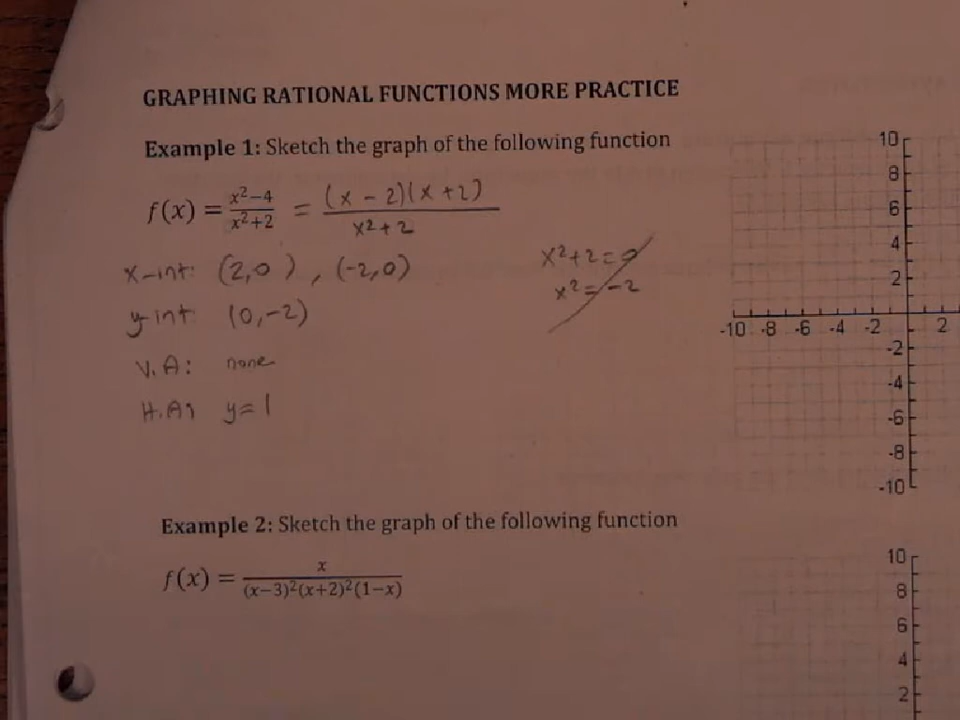 GRAPHING RATIONAL FUNCTIONS MORE PRACTICE
Example 1: Sketch the graph of the following function
f(x) = x²−4 / x²+2 = (x − 2)(x + 2) / x² + 2
x-int: (2,0), (-2,0)
x²+2=0
x²=-2
y-int: (0,-2)
V.A: none
H.A: y=1
10
8
6
4
2
-10 -8 -6 -4 -2 2
-2
-4
-6
-8
-10
Example 2: Sketch the graph of the following function
f(x) = x / (x−3)²(x+2)²(1−x)
10
8
6
4
2